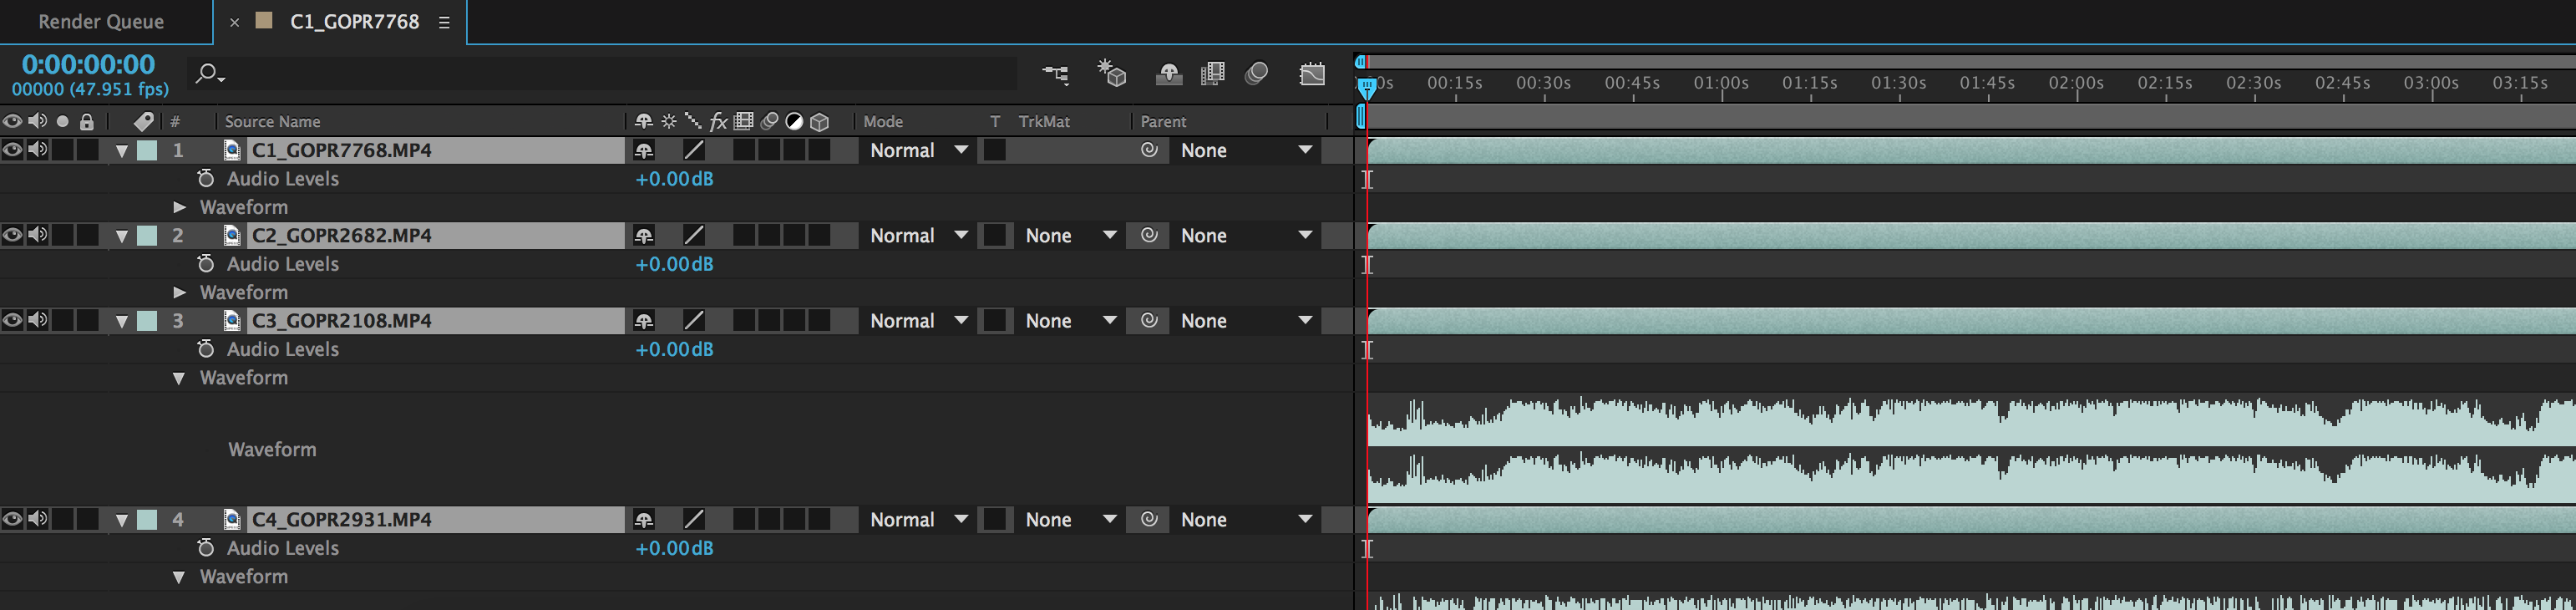 Render Queue × C1_GOPR7768 ≡
0:00:00:00
00000 (47.951 fps)
00:15s 00:30s 00:45s 01:00s 01:15s 01:30s 01:45s 02:00s 02:15s 02:30s 02:45s 03:00s 03:15s
# Source Name fx Mode T TrkMat Parent
1 C1_GOPR7768.MP4 Normal None
Audio Levels +0.00dB
Waveform
2 C2_GOPR2682.MP4 Normal None None
Audio Levels +0.00dB
Waveform
3 C3_GOPR2108.MP4 Normal None None
Audio Levels +0.00dB
Waveform
Waveform
4 C4_GOPR2931.MP4 Normal None None
Audio Levels +0.00dB
Waveform